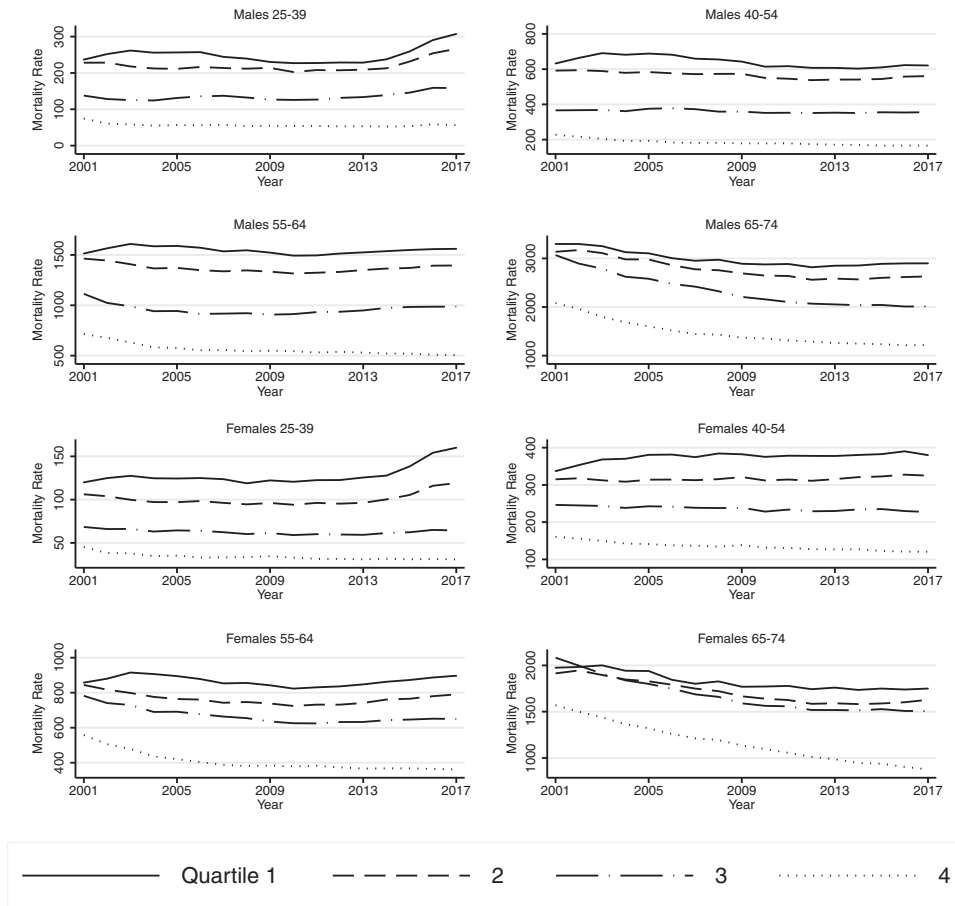 Males 25-39
Mortality Rate
0 100 200 300
2001 2005 2009 2013 2017
Year
Males 40-54
Mortality Rate
200 400 600 800
2001 2005 2009 2013 2017
Year
Males 55-64
Mortality Rate
500 1000 1500
2001 2005 2009 2013 2017
Year
Males 65-74
Mortality Rate
1000 2000 3000
2001 2005 2009 2013 2017
Year
Females 25-39
Mortality Rate
50 100 150
2001 2005 2009 2013 2017
Year
Females 40-54
Mortality Rate
100 200 300 400
2001 2005 2009 2013 2017
Year
Females 55-64
Mortality Rate
400 600 800 1000
2001 2005 2009 2013 2017
Year
Females 65-74
Mortality Rate
1000 1500 2000
2001 2005 2009 2013 2017
Year
Quartile 1 2 3 4